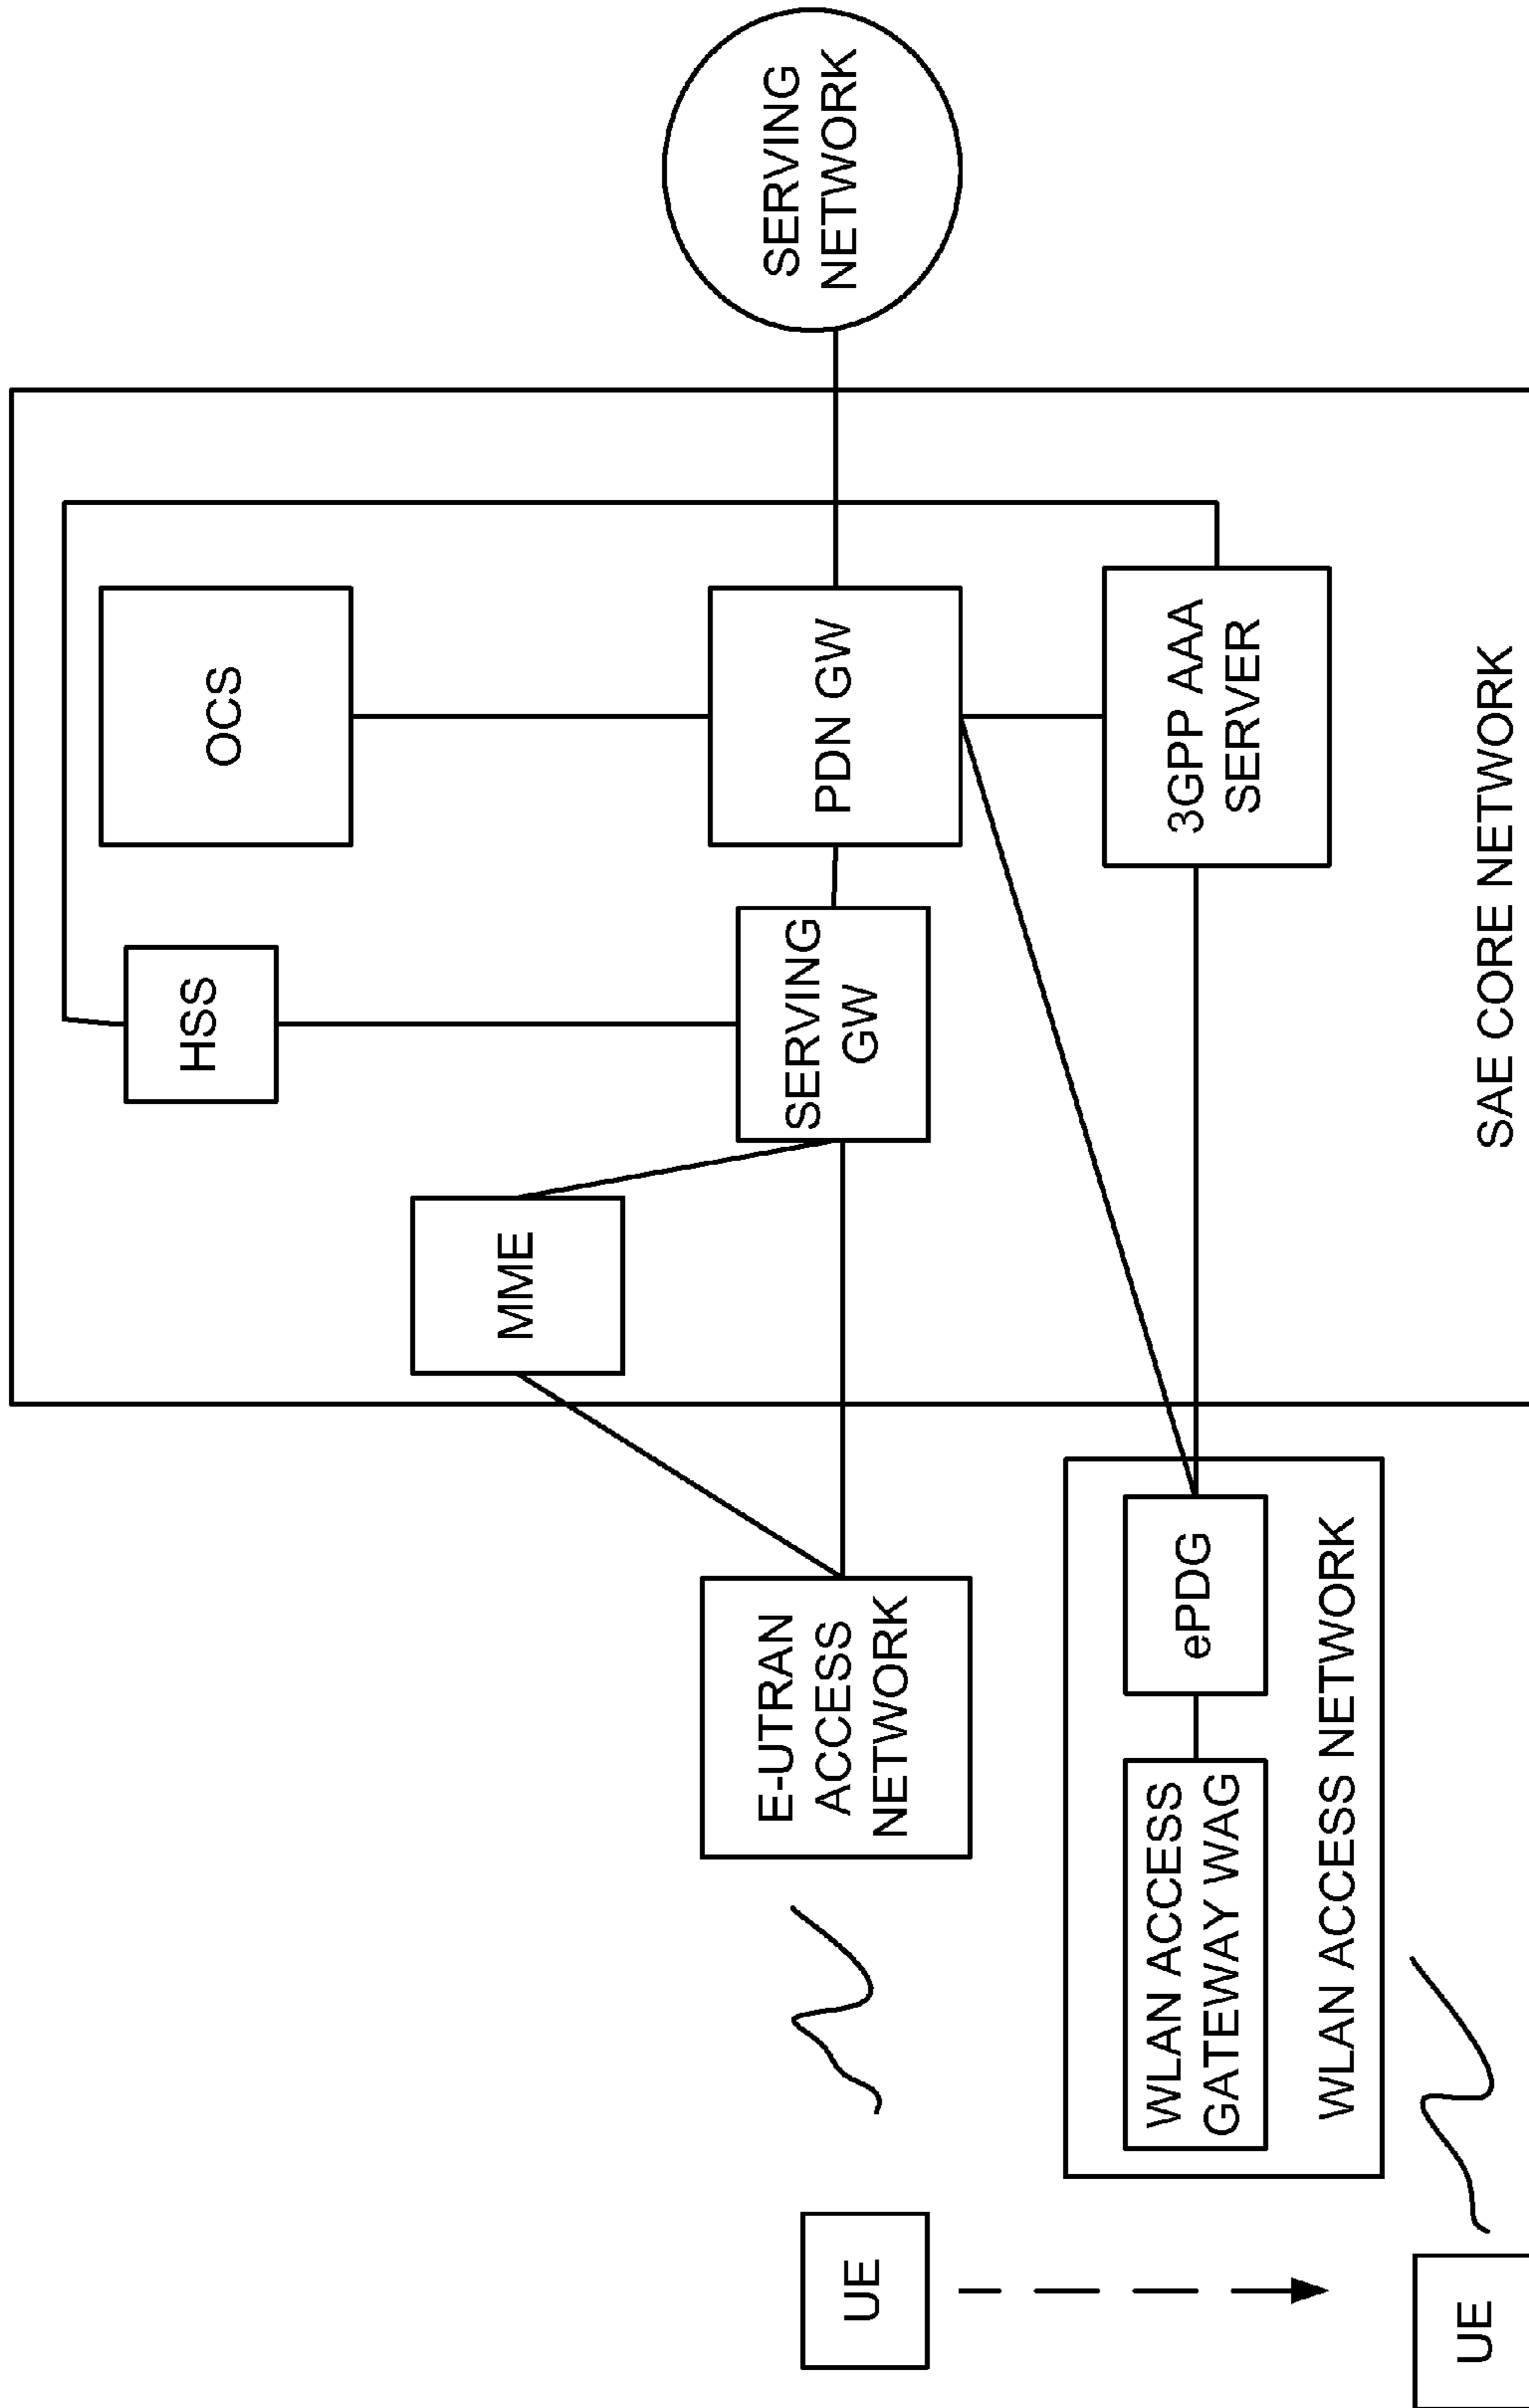 HSS
OCS
MME
SERVING
GW
PDN GW
SERVING
NETWORK
E-UTRAN
ACCESS
NETWORK
UE
WLAN ACCESS
GATEWAY WAG
ePDG
WLAN ACCESS NETWORK
3GPP AAA
SERVER
UE
SAE CORE NETWORK